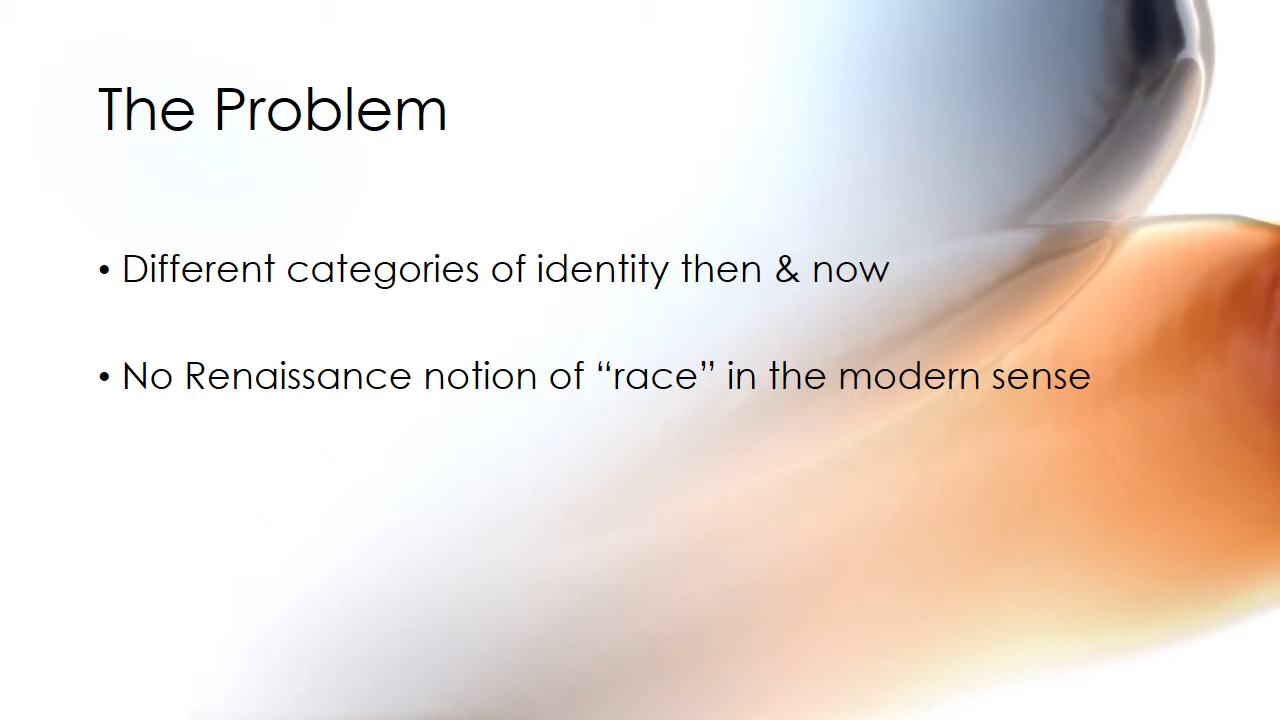 The Problem
• Different categories of identity then & now
• No Renaissance notion of “race” in the modern sense